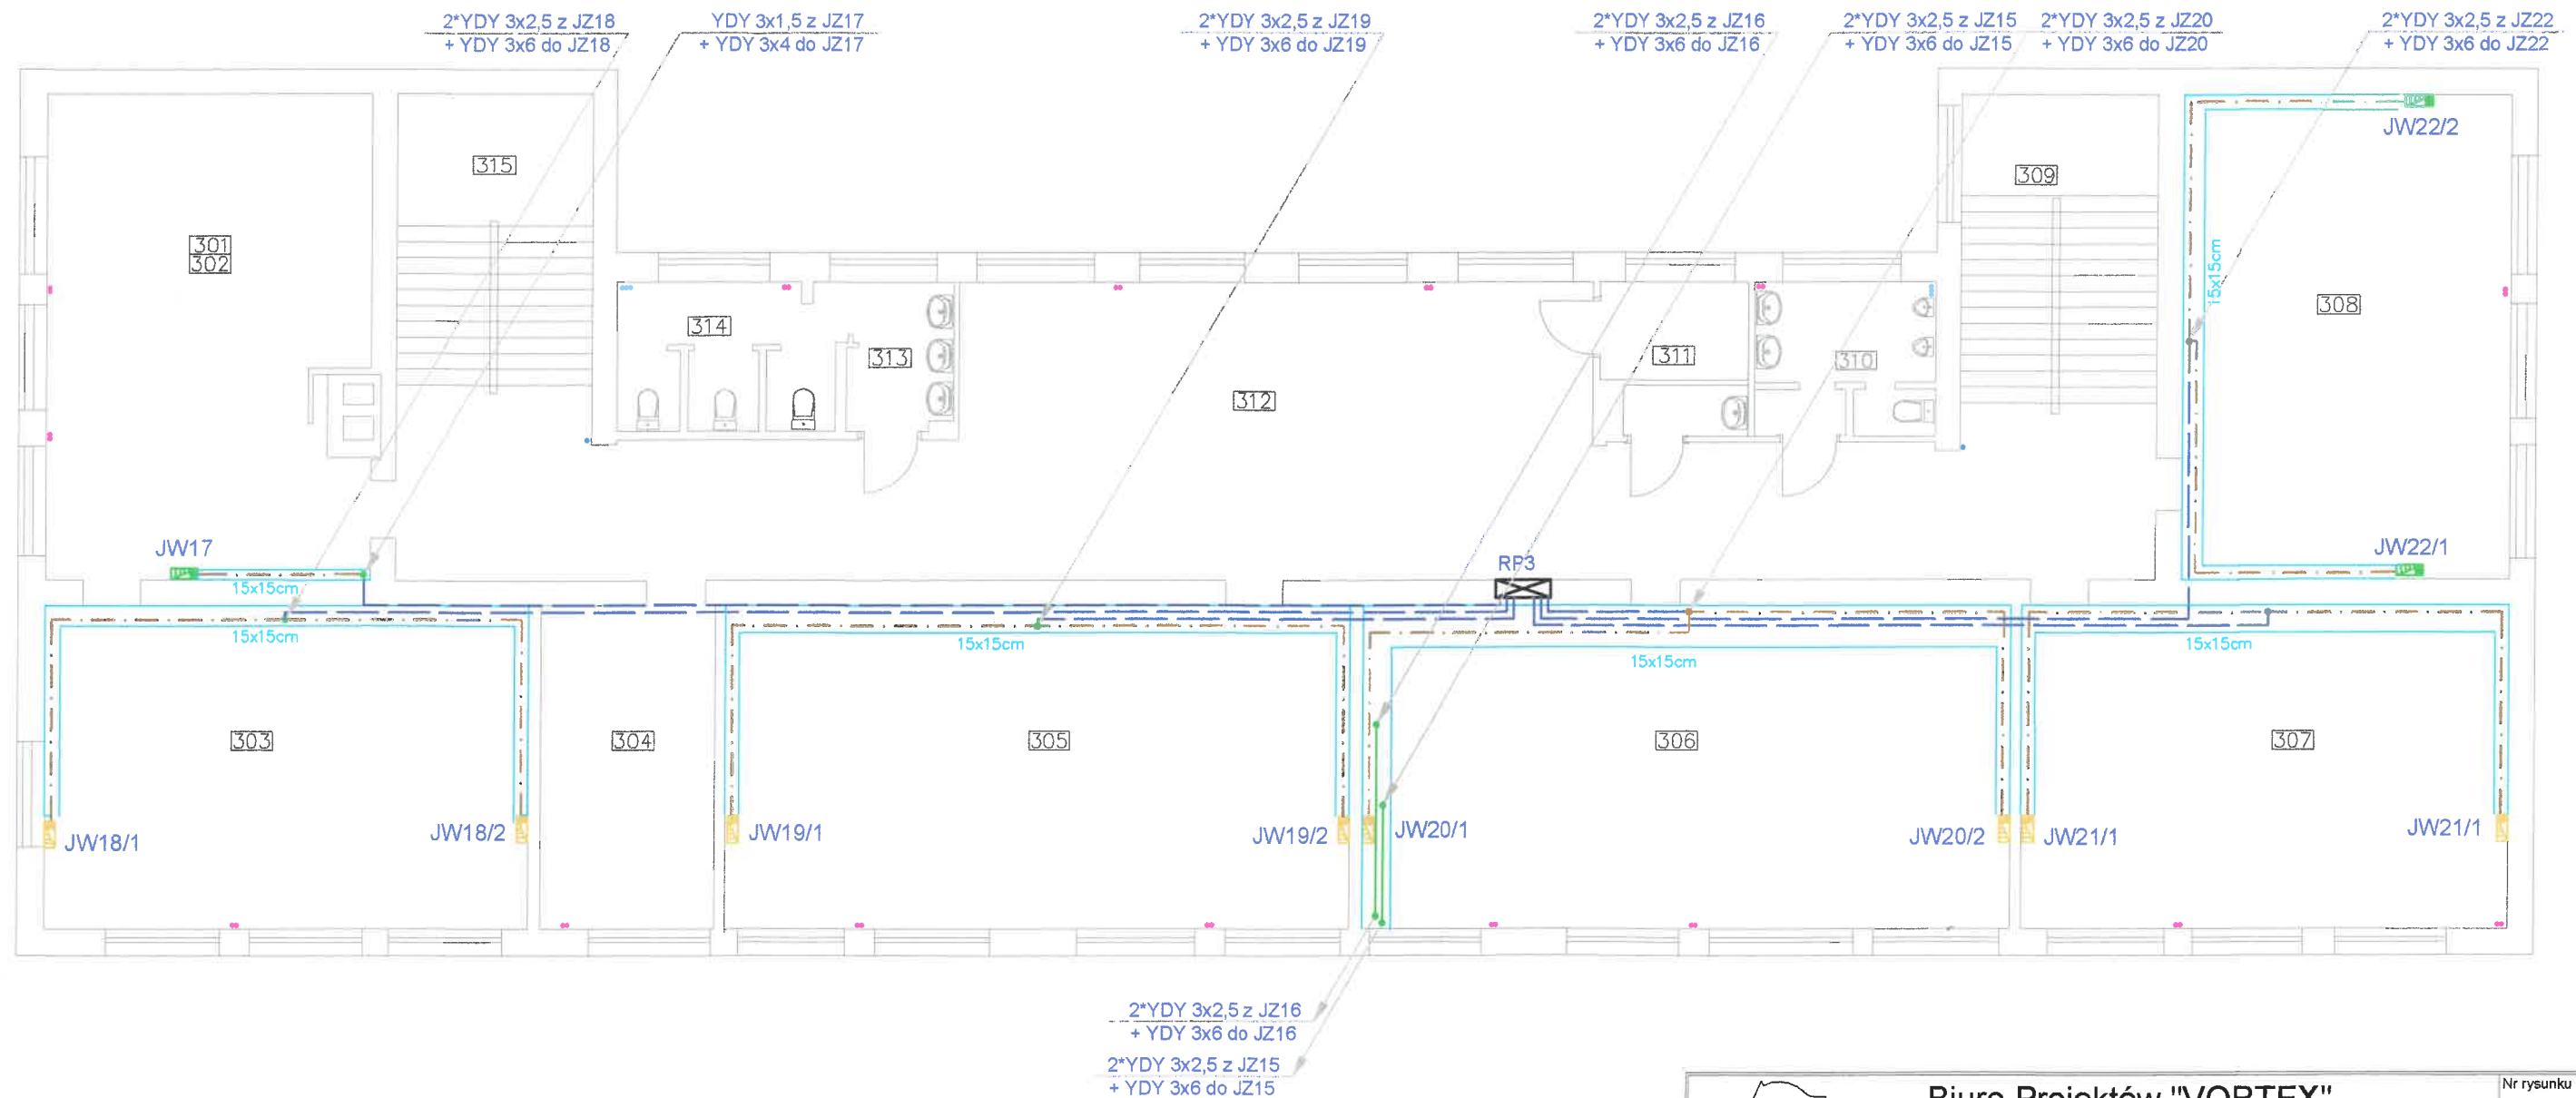 2*YDY 3x2,5 z JZ18
+ YDY 3x6 do JZ18
YDY 3x1,5 z JZ17
+ YDY 3x4 do JZ17
2*YDY 3x2,5 z JZ19
+ YDY 3x6 do JZ19
2*YDY 3x2,5 z JZ16
+ YDY 3x6 do JZ16
2*YDY 3x2,5 z JZ15
+ YDY 3x6 do JZ15
2*YDY 3x2,5 z JZ20
+ YDY 3x6 do JZ20
2*YDY 3x2,5 z JZ22
+ YDY 3x6 do JZ22
JW22/2
315
309
301
302
15x15cm
308
314
313
311
310
312
JW17
15x15cm
RP3
JW22/1
15x15cm
15x15cm
15x15cm
15x15cm
303
304
305
306
307
JW18/1
JW18/2
JW19/1
JW19/2
JW20/1
JW20/2
JW21/1
JW21/1
2*YDY 3x2,5 z JZ16
+ YDY 3x6 do JZ16
2*YDY 3x2,5 z JZ15
+ YDY 3x6 do JZ15
Biuro Projektów "VORTEX"
Nr rysunku